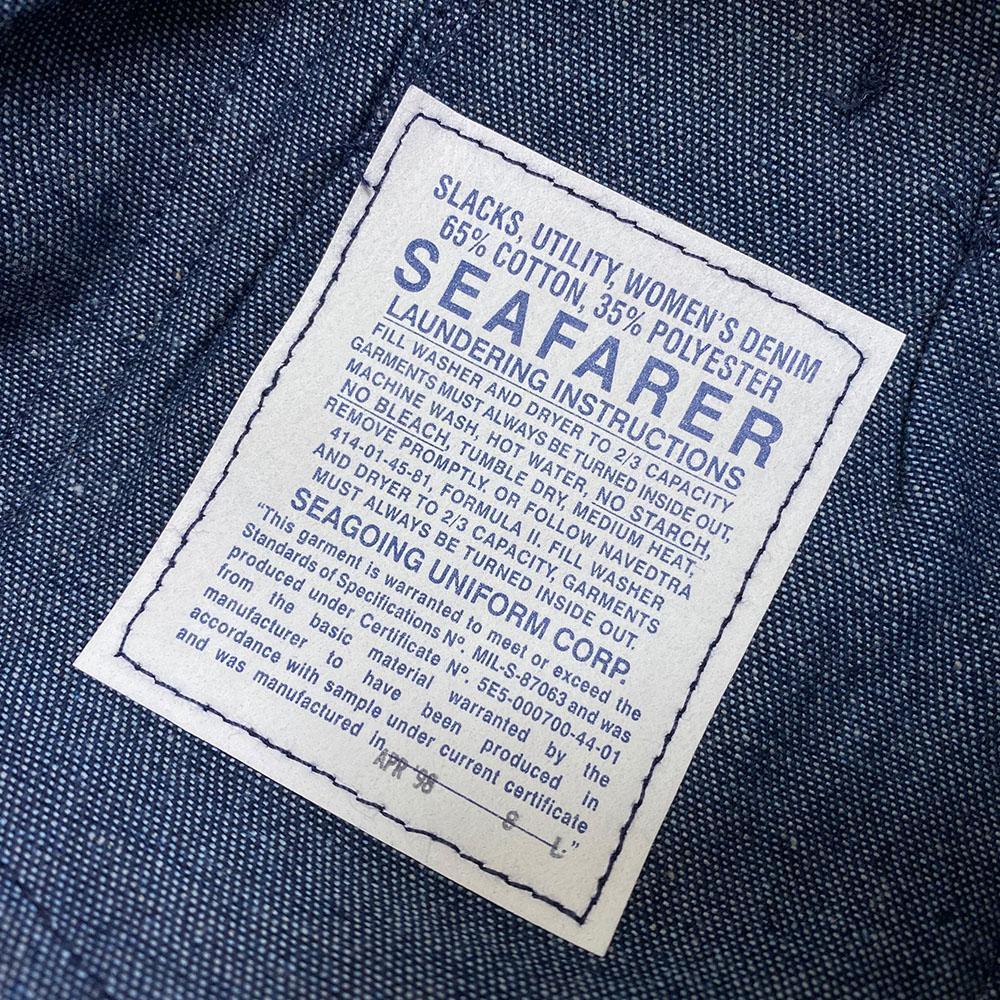 SLACKS, UTILITY, WOMEN'S DENIM
65% COTTON, 35% POLYESTER
SEAFARER
LAUNDERING INSTRUCTIONS
FILL WASHER AND DRYER TO 2/3 CAPACITY
GARMENTS MUST ALWAYS BE TURNED INSIDE OUT,
MACHINE WASH, HOT WATER, NO STARCH,
NO BLEACH, TUMBLE DRY, MEDIUM HEAT,
REMOVE PROMPTLY. OR FOLLOW NAVEDTRA
414-01-45-81, FORMULA II. FILL WASHER
AND DRYER TO 2/3 CAPACITY, GARMENTS
MUST ALWAYS BE TURNED INSIDE OUT.
SEAGOING UNIFORM CORP.
"This garment is warranted to meet or exceed the
Standards of Specifications Nº. MIL-S-87063 and was
produced under Certificate Nº. 5E5-000700-44-01
from the basic material warranted by the
manufacturer to have been produced in
accordance with sample under current certificate
and was manufactured in "
APR '98 8 L